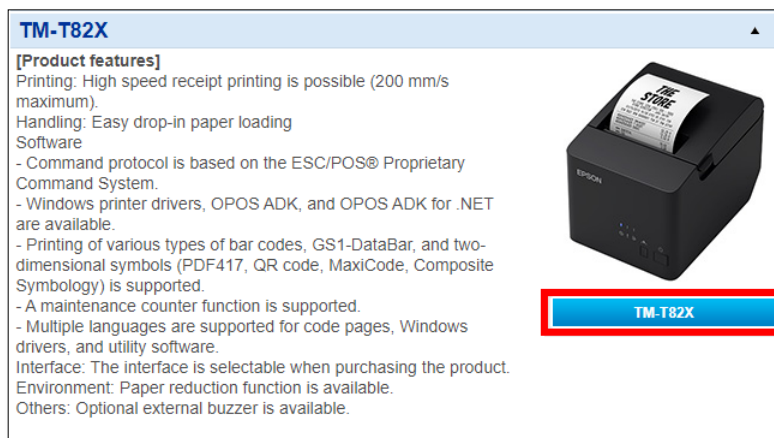 TM-T82X
[Product features]
Printing: High speed receipt printing is possible (200 mm/s
maximum).
Handling: Easy drop-in paper loading
Software
- Command protocol is based on the ESC/POS® Proprietary
Command System.
- Windows printer drivers, OPOS ADK, and OPOS ADK for .NET
are available.
- Printing of various types of bar codes, GS1-DataBar, and two-
dimensional symbols (PDF417, QR code, MaxiCode, Composite
Symbology) is supported.
- A maintenance counter function is supported.
- Multiple languages are supported for code pages, Windows
drivers, and utility software.
Interface: The interface is selectable when purchasing the product.
Environment: Paper reduction function is available.
Others: Optional external buzzer is available.
THE
STORE
EPSON
TM-T82X